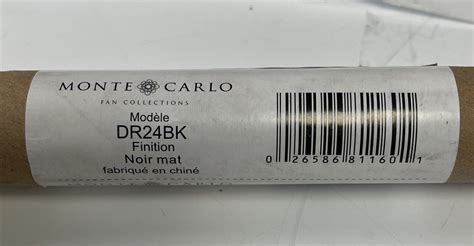 MONTE CARLO
FAN COLLECTIONS
Modèle
DR24BK
Finition
Noir mat
fabriqué en chiné
0 26586 81160 1